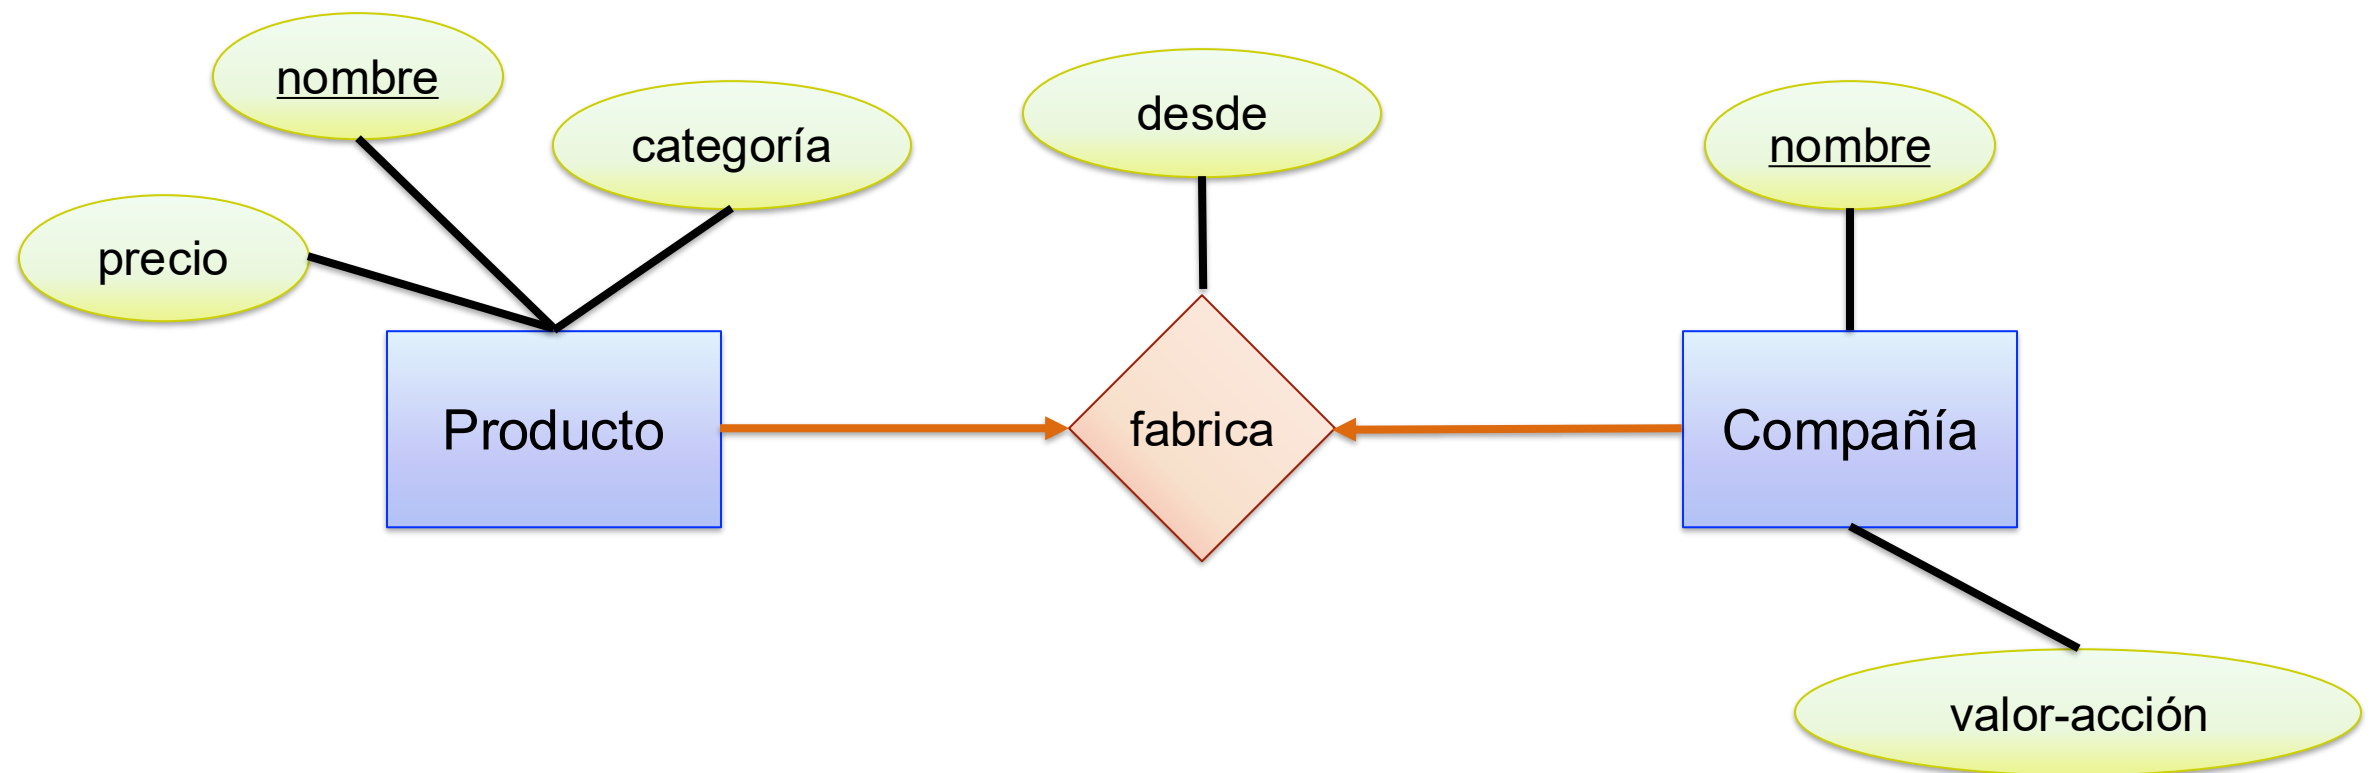 nombre
categoría
precio
desde
nombre
Producto
fabrica
Compañía
valor-acción